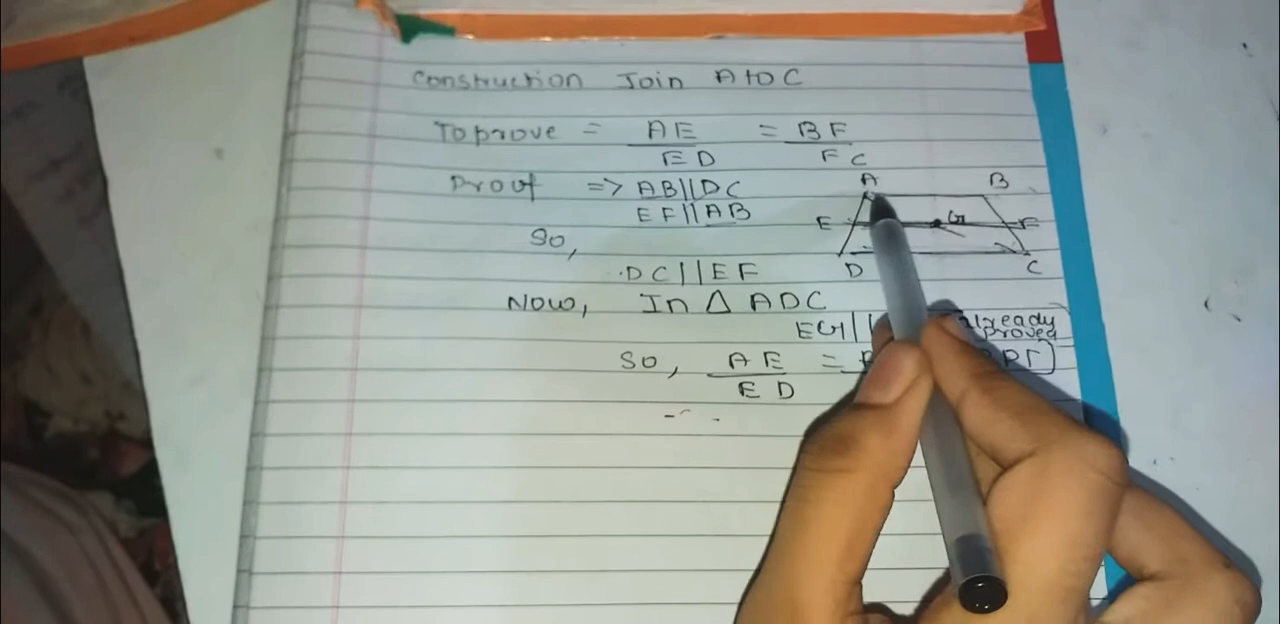 Construction Join A to C
To prove = AE/ED = BF/FC
Proof => AB||DC
EF||AB
So,
DC||EF
Now, In △ ADC
EG|| already proved
So, AE/ED =
A B
E G F
D C